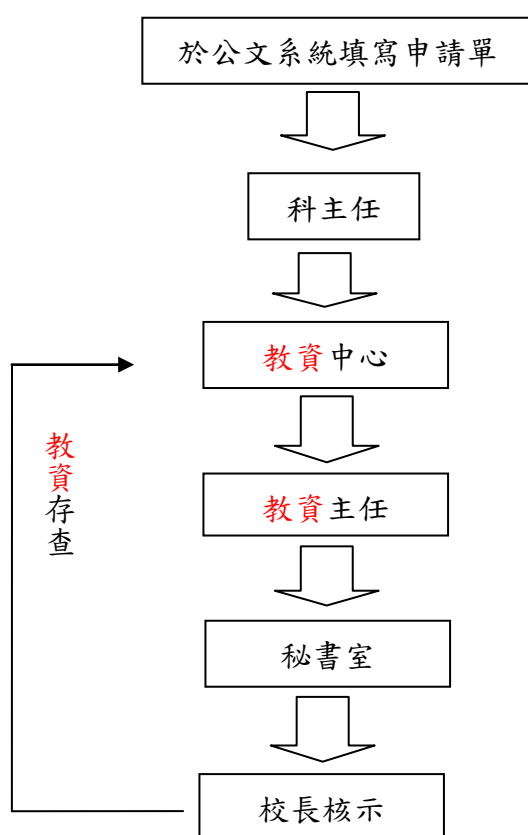 於公文系統填寫申請單
科主任
教資中心
教資存查
教資主任
秘書室
校長核示